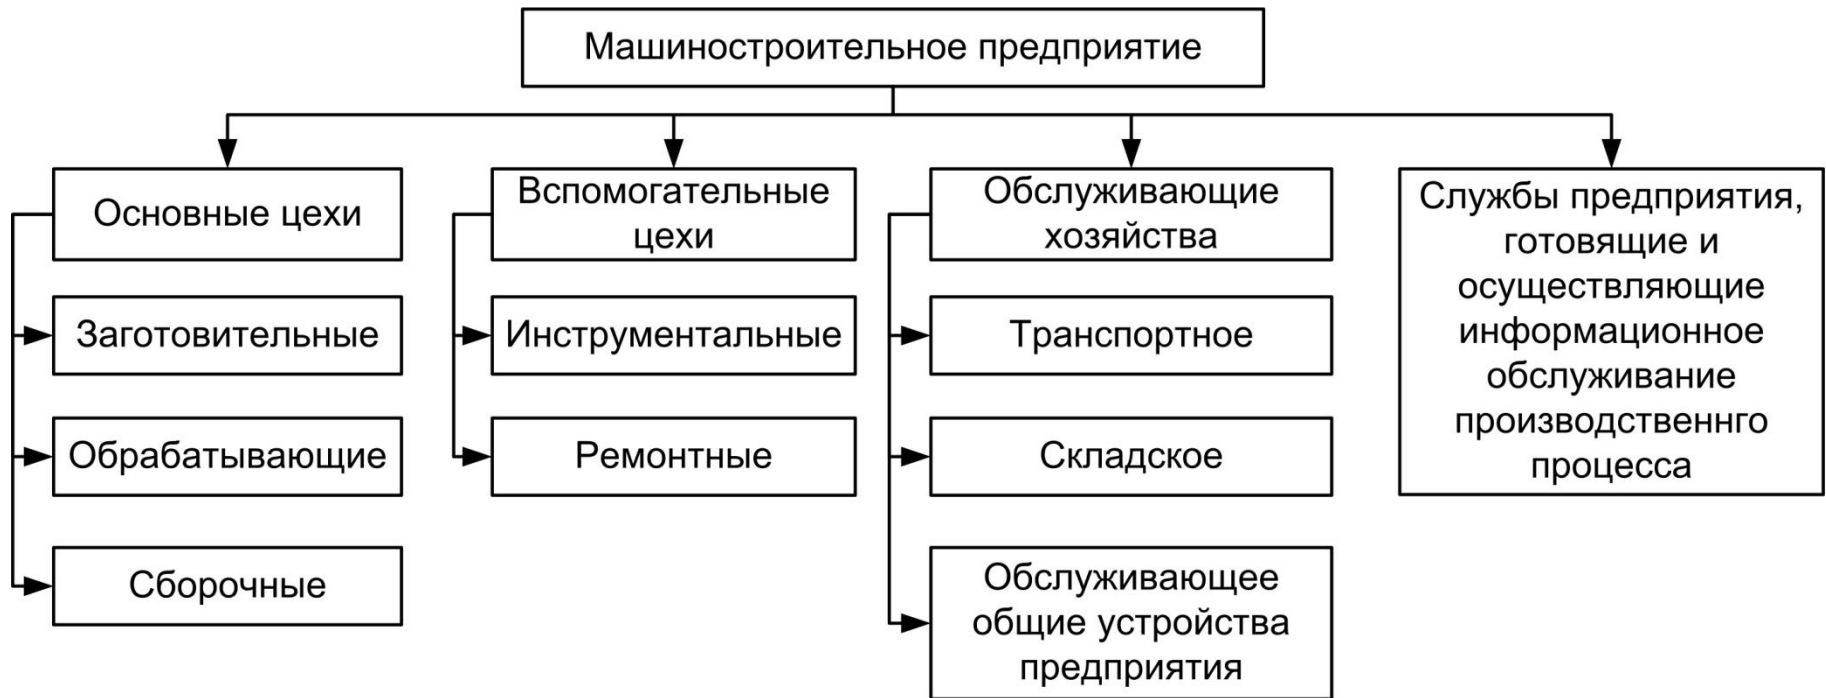 Машиностроительное предприятие
Основные цехи
Заготовительные
Обрабатывающие
Сборочные
Вспомогательные
цехи
Инструментальные
Ремонтные
Обслуживающие
хозяйства
Транспортное
Складское
Обслуживающее
общие устройства
предприятия
Службы предприятия,
готовящие и
осуществляющие
информационное
обслуживание
производственнго
процесса